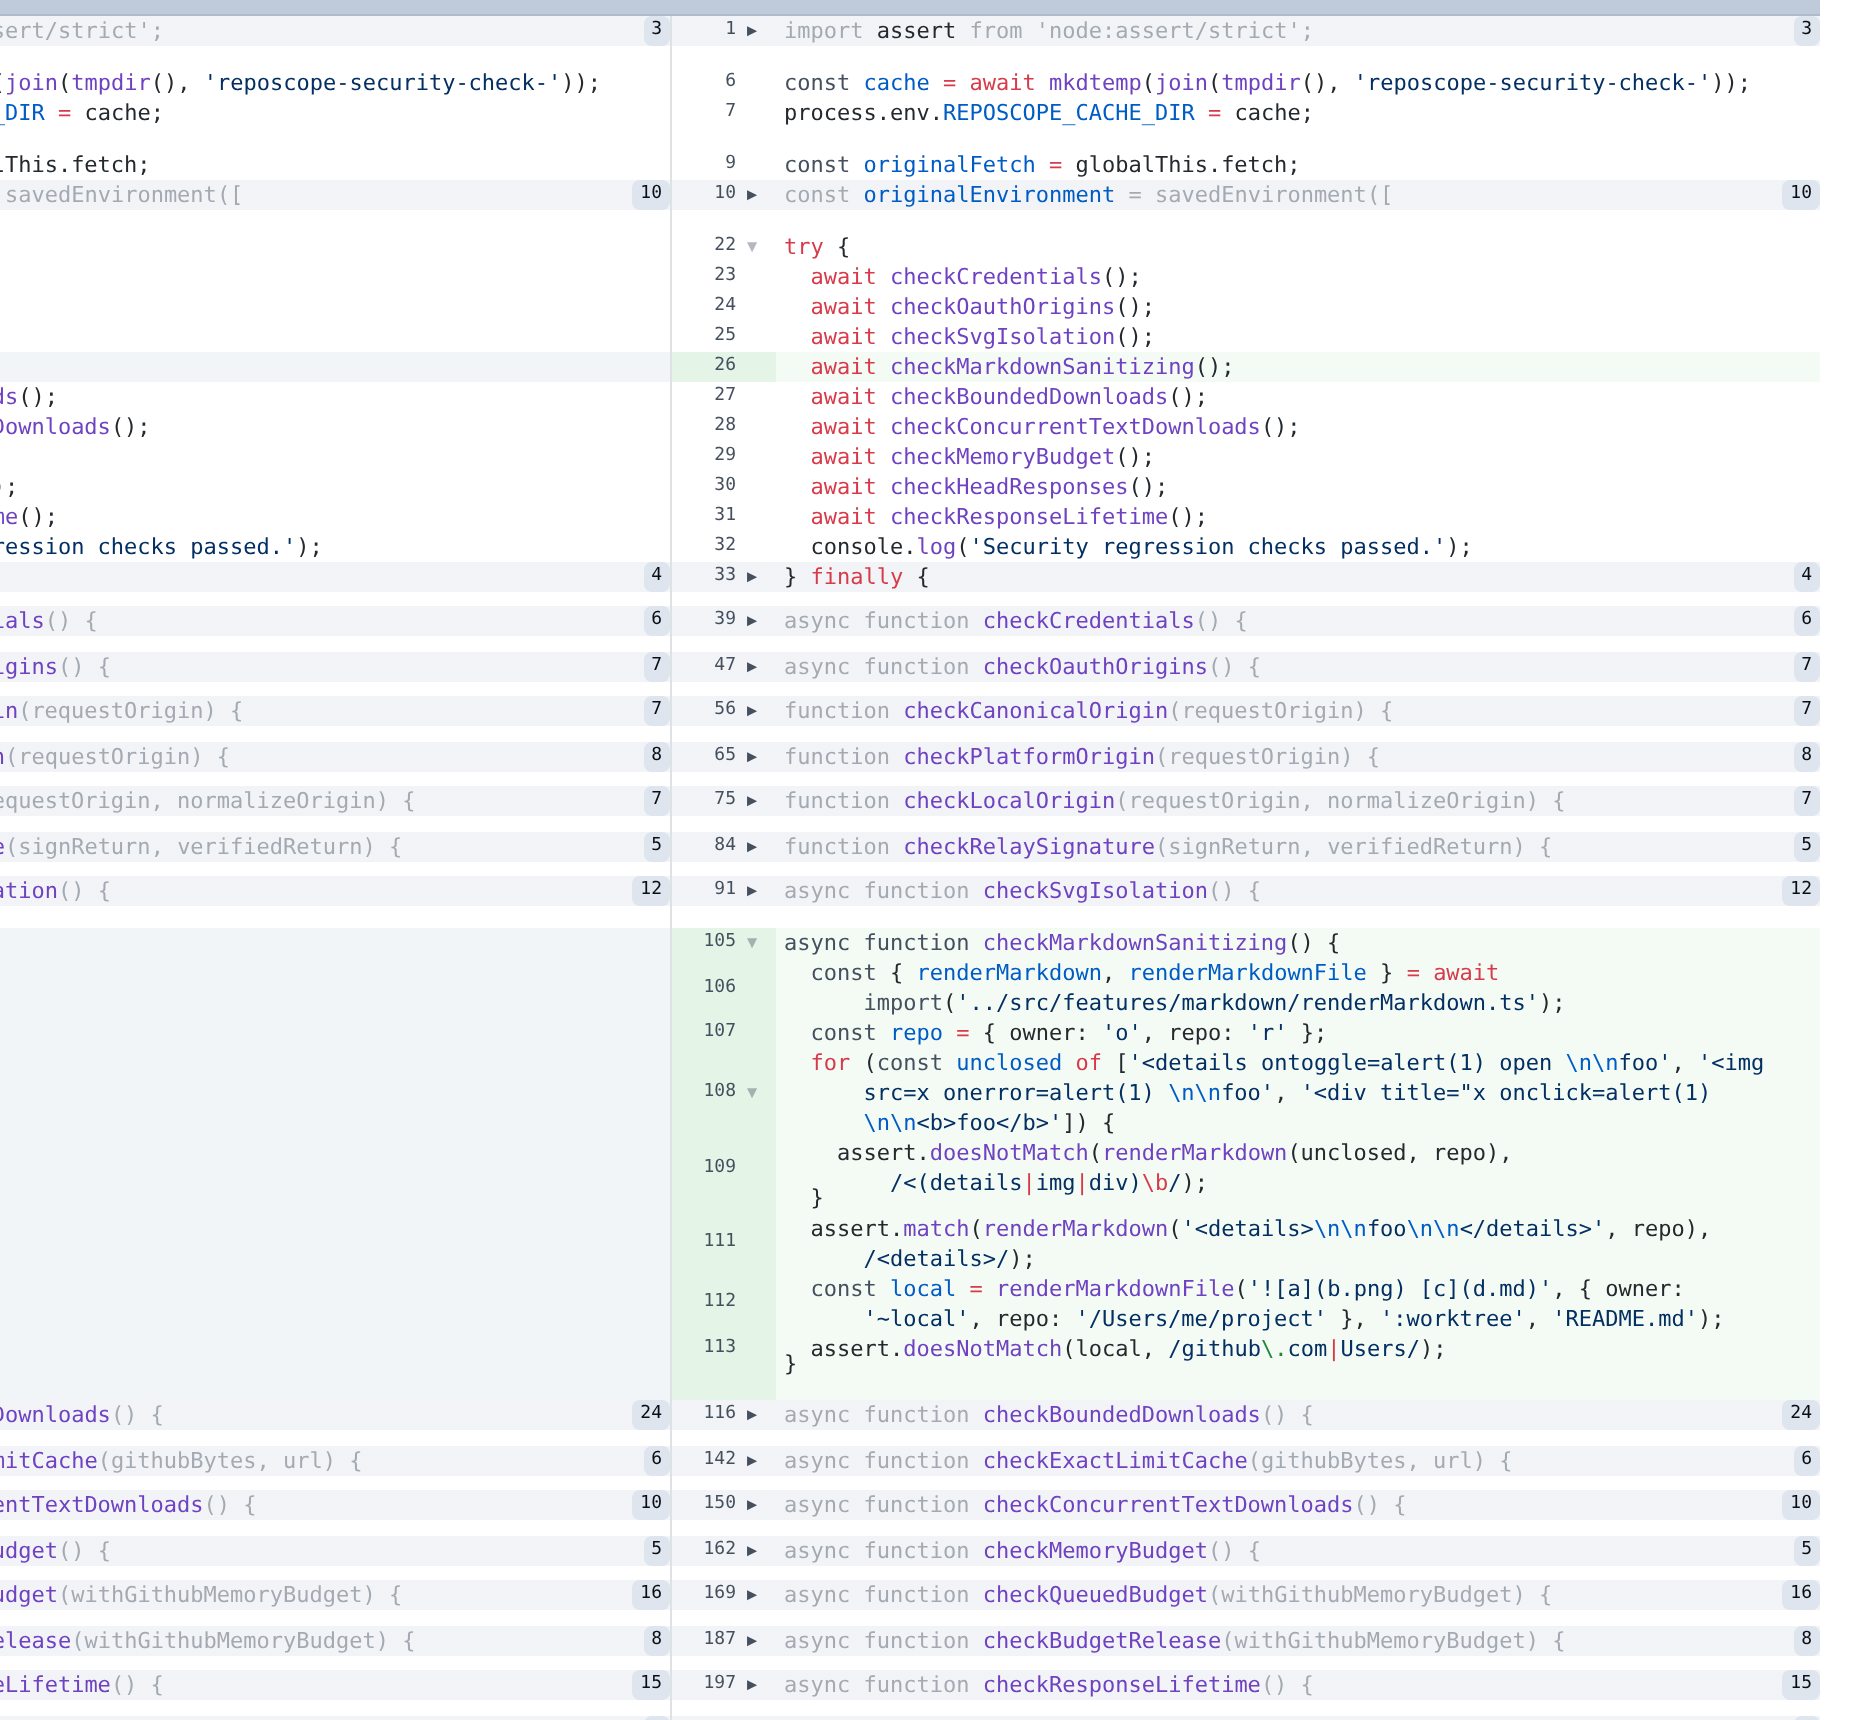 sert/strict'; 3
(join(tmpdir(), 'reposcope-security-check-'));
_DIR = cache;
This.fetch;
savedEnvironment([ 10
ds();
Downloads();
);
me();
ression checks passed.');
4
ials() { 6
igins() { 7
in(requestOrigin) { 7
n(requestOrigin) { 8
equestOrigin, normalizeOrigin) { 7
e(signReturn, verifiedReturn) { 5
ation() { 12
Downloads() { 24
mitCache(githubBytes, url) { 6
entTextDownloads() { 10
udget() { 5
udget(withGithubMemoryBudget) { 16
elease(withGithubMemoryBudget) { 8
eLifetime() { 15
1 ▶ import assert from 'node:assert/strict'; 3
6 const cache = await mkdtemp(join(tmpdir(), 'reposcope-security-check-'));
7 process.env.REPOSCOPE_CACHE_DIR = cache;
9 const originalFetch = globalThis.fetch;
10 ▶ const originalEnvironment = savedEnvironment([ 10
22 ▼ try {
23 await checkCredentials();
24 await checkOauthOrigins();
25 await checkSvgIsolation();
26 await checkMarkdownSanitizing();
27 await checkBoundedDownloads();
28 await checkConcurrentTextDownloads();
29 await checkMemoryBudget();
30 await checkHeadResponses();
31 await checkResponseLifetime();
32 console.log('Security regression checks passed.');
33 ▶ } finally { 4
39 ▶ async function checkCredentials() { 6
47 ▶ async function checkOauthOrigins() { 7
56 ▶ function checkCanonicalOrigin(requestOrigin) { 7
65 ▶ function checkPlatformOrigin(requestOrigin) { 8
75 ▶ function checkLocalOrigin(requestOrigin, normalizeOrigin) { 7
84 ▶ function checkRelaySignature(signReturn, verifiedReturn) { 5
91 ▶ async function checkSvgIsolation() { 12
105 ▼ async function checkMarkdownSanitizing() {
106 const { renderMarkdown, renderMarkdownFile } = await
import('../src/features/markdown/renderMarkdown.ts');
107 const repo = { owner: 'o', repo: 'r' };
108 ▼ for (const unclosed of ['<details ontoggle=alert(1) open \n\nfoo', '<img
src=x onerror=alert(1) \n\nfoo', '<div title="x onclick=alert(1)
\n\n<b>foo</b>']) {
109 assert.doesNotMatch(renderMarkdown(unclosed, repo),
/<(details|img|div)\b/);
}
111 assert.match(renderMarkdown('<details>\n\nfoo\n\n</details>', repo),
/<details>/);
112 const local = renderMarkdownFile('![a](b.png) [c](d.md)', { owner:
'~local', repo: '/Users/me/project' }, ':worktree', 'README.md');
113 assert.doesNotMatch(local, /github\.com|Users/);
}
116 ▶ async function checkBoundedDownloads() { 24
142 ▶ async function checkExactLimitCache(githubBytes, url) { 6
150 ▶ async function checkConcurrentTextDownloads() { 10
162 ▶ async function checkMemoryBudget() { 5
169 ▶ async function checkQueuedBudget(withGithubMemoryBudget) { 16
187 ▶ async function checkBudgetRelease(withGithubMemoryBudget) { 8
197 ▶ async function checkResponseLifetime() { 15